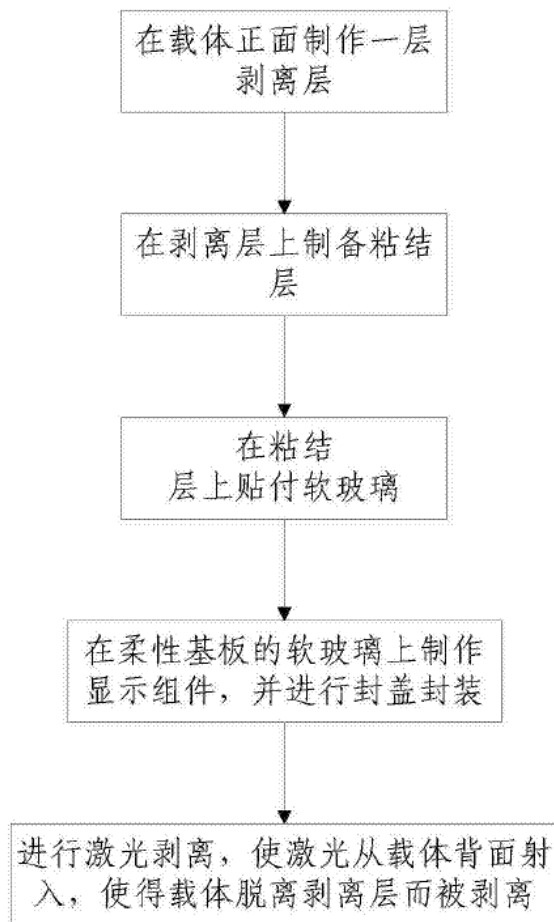 在载体正面制作一层
剥离层
在剥离层上制备粘结
层
在粘结
层上贴付软玻璃
在柔性基板的软玻璃上制作
显示组件，并进行封盖封装
进行激光剥离，使激光从载体背面射
入，使得载体脱离剥离层而被剥离